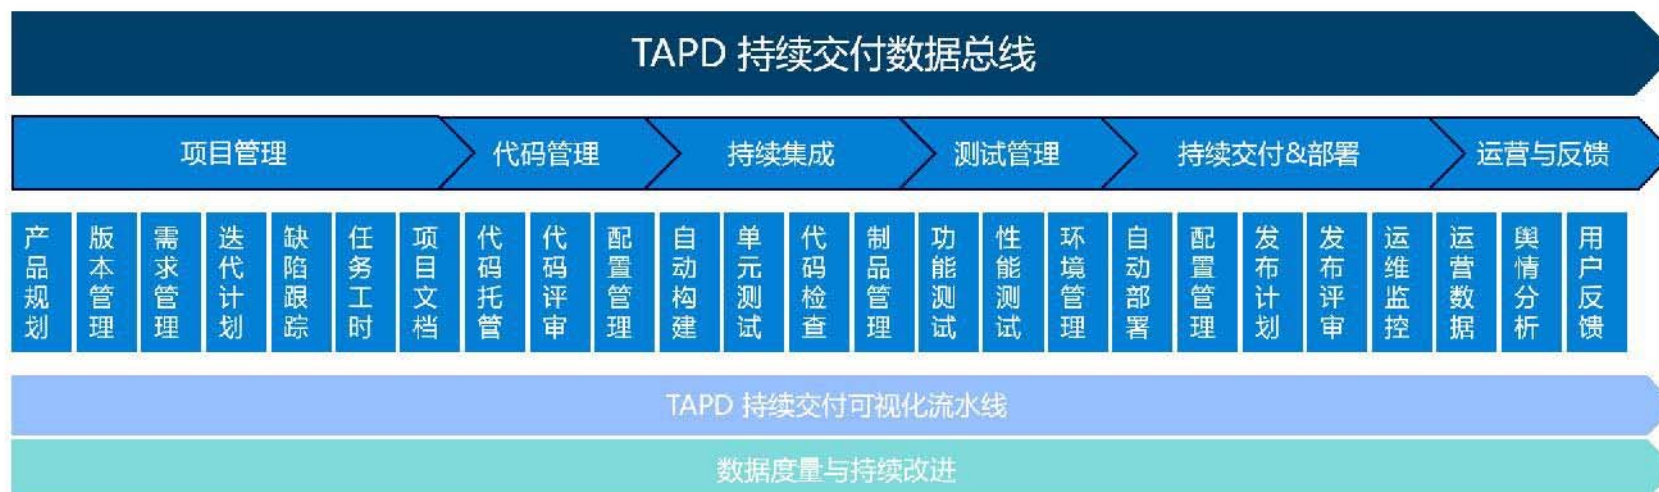 TAPD 持续交付数据总线
项目管理
代码管理
持续集成
测试管理
持续交付&部署
运营与反馈
产品规划
版本管理
需求管理
迭代计划
缺陷跟踪
任务工时
项目文档
代码托管
代码评审
配置管理
自动构建
单元测试
代码检查
制品管理
功能测试
性能测试
环境管理
自动部署
配置管理
发布计划
发布评审
运维监控
运营数据
舆情分析
用户反馈
TAPD 持续交付可视化流水线
数据度量与持续改进